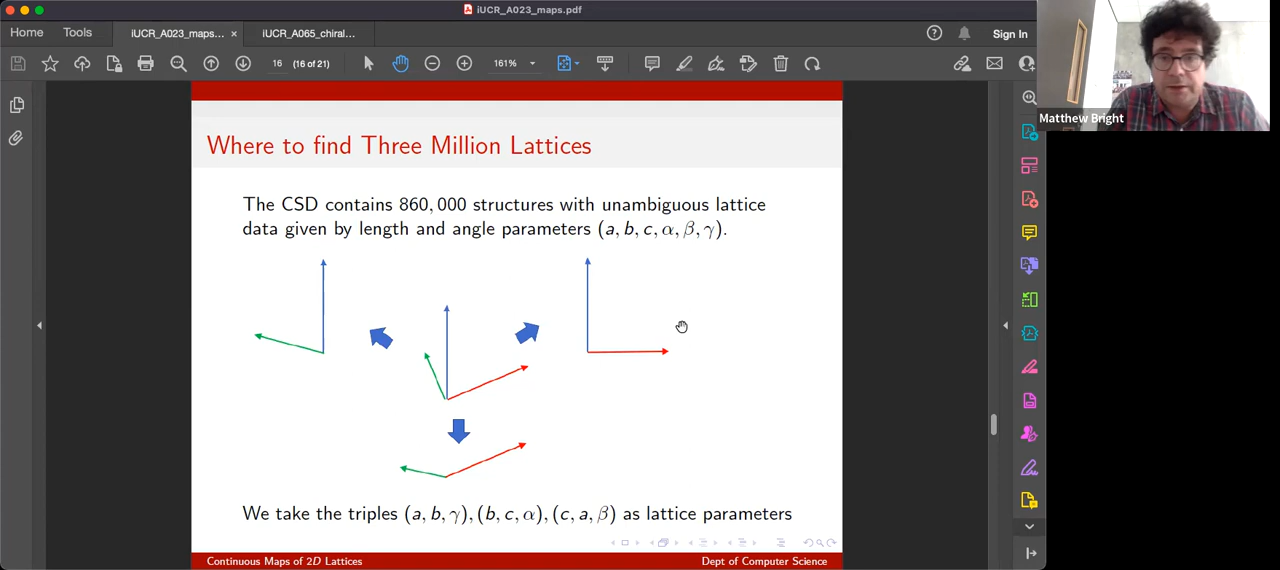 iUCR_A023_maps.pdf
Home
Tools
iUCR_A023_maps... ×
iUCR_A065_chiral...
Sign In
16
(16 of 21)
161%
Matthew Bright
Where to find Three Million Lattices
The CSD contains 860,000 structures with unambiguous lattice
data given by length and angle parameters (a, b, c, α, β, γ).
We take the triples (a, b, γ), (b, c, α), (c, a, β) as lattice parameters
Continuous Maps of 2D Lattices
Dept of Computer Science